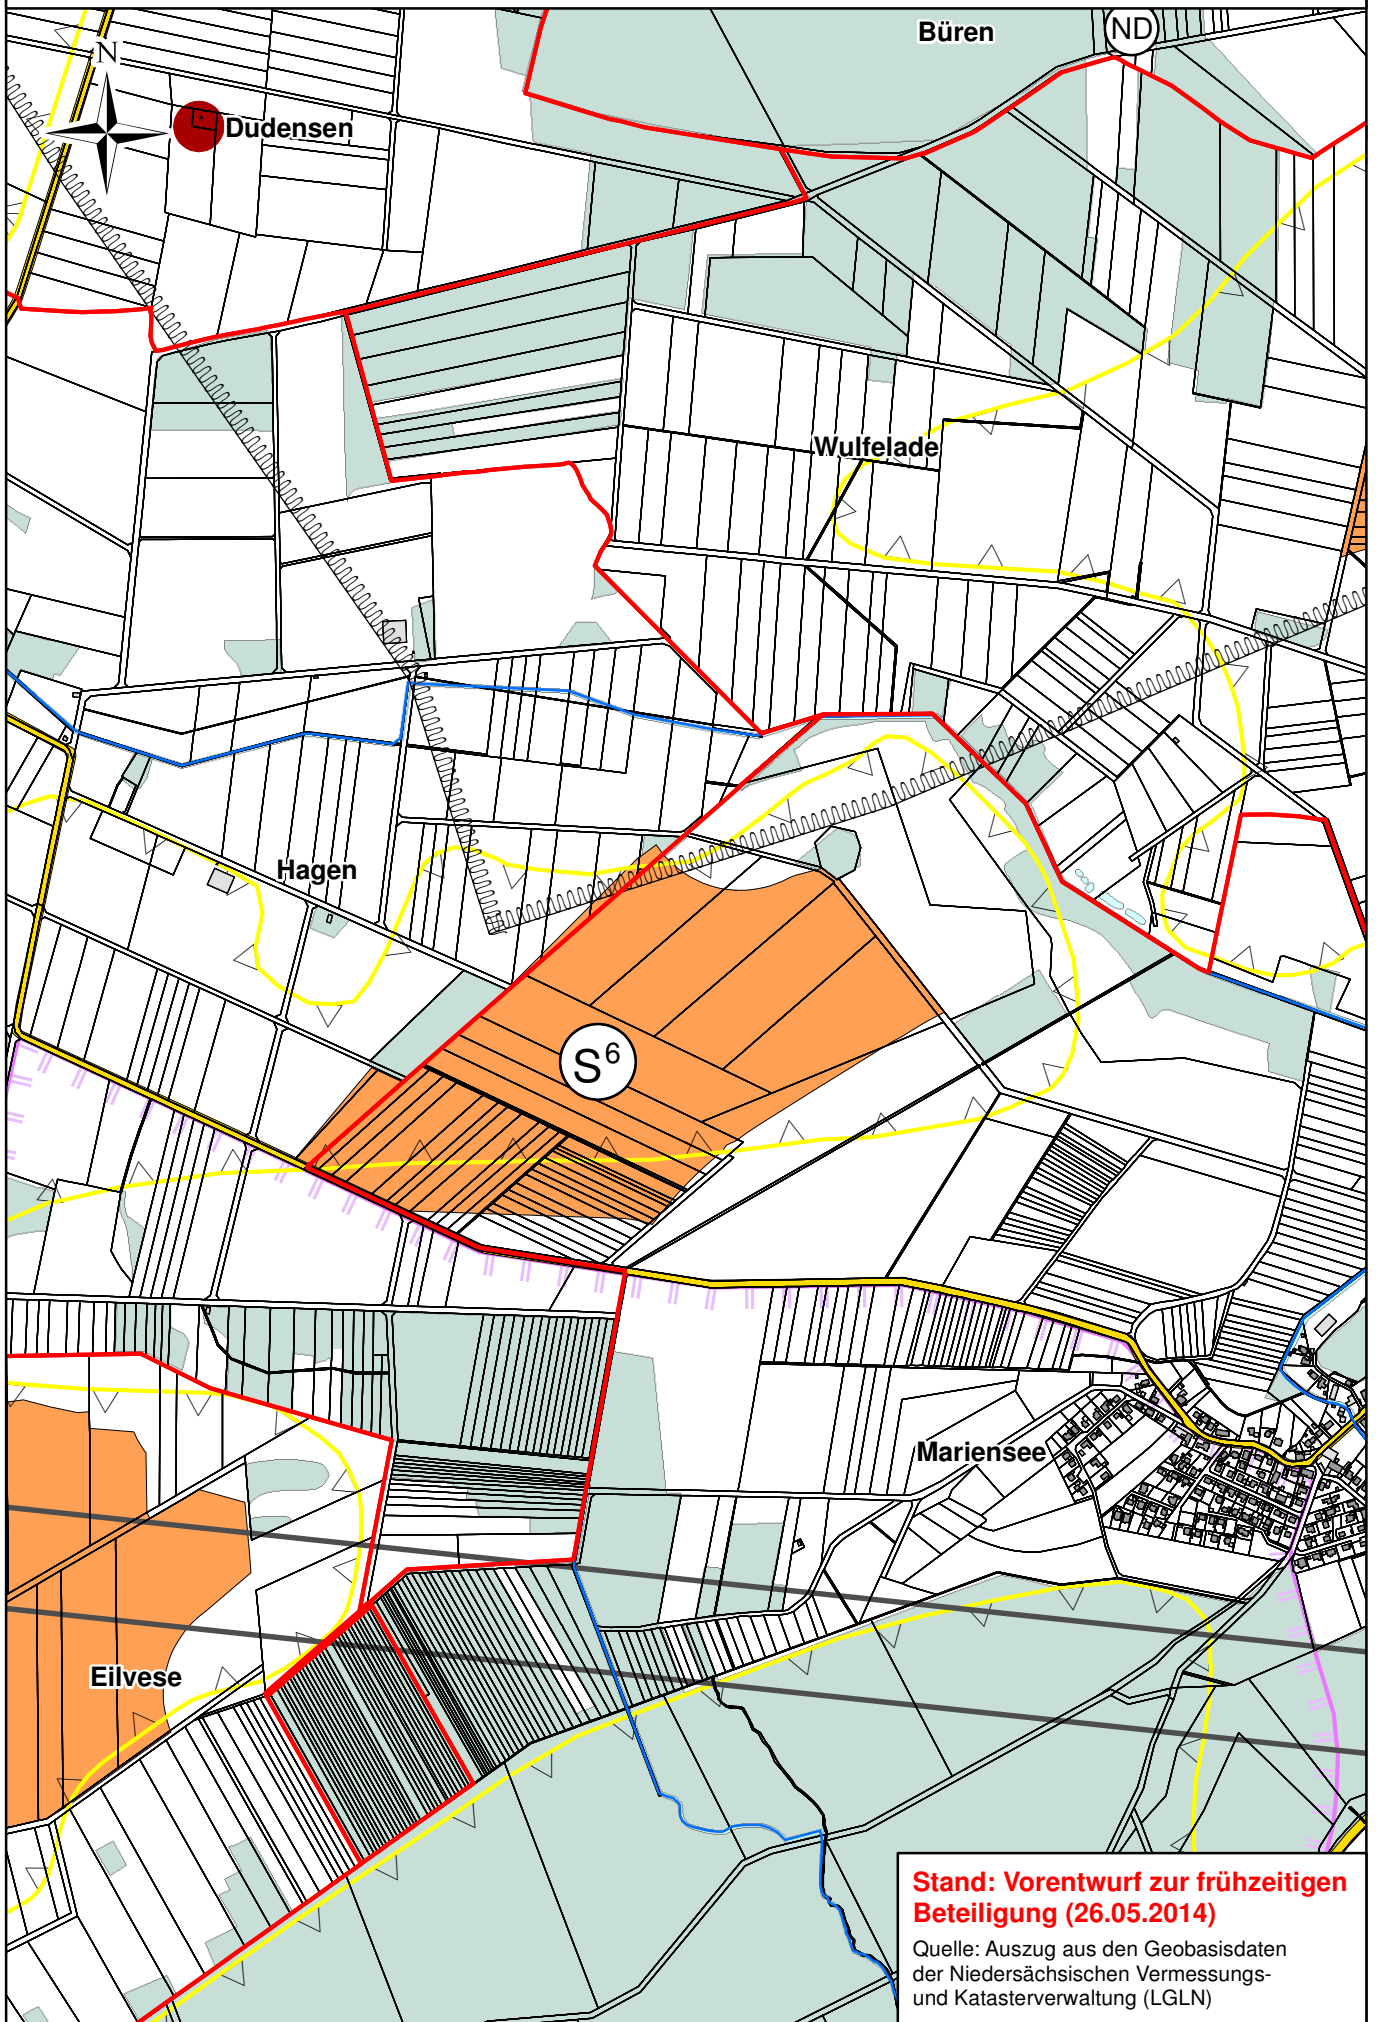 Büren
ND
N
Dudensen
Wulfelade
Hagen
S⁶
Mariensee
Eilvese
Stand: Vorentwurf zur frühzeitigen
Beteiligung (26.05.2014)
Quelle: Auszug aus den Geobasisdaten
der Niedersächsischen Vermessungs-
und Katasterverwaltung (LGLN)